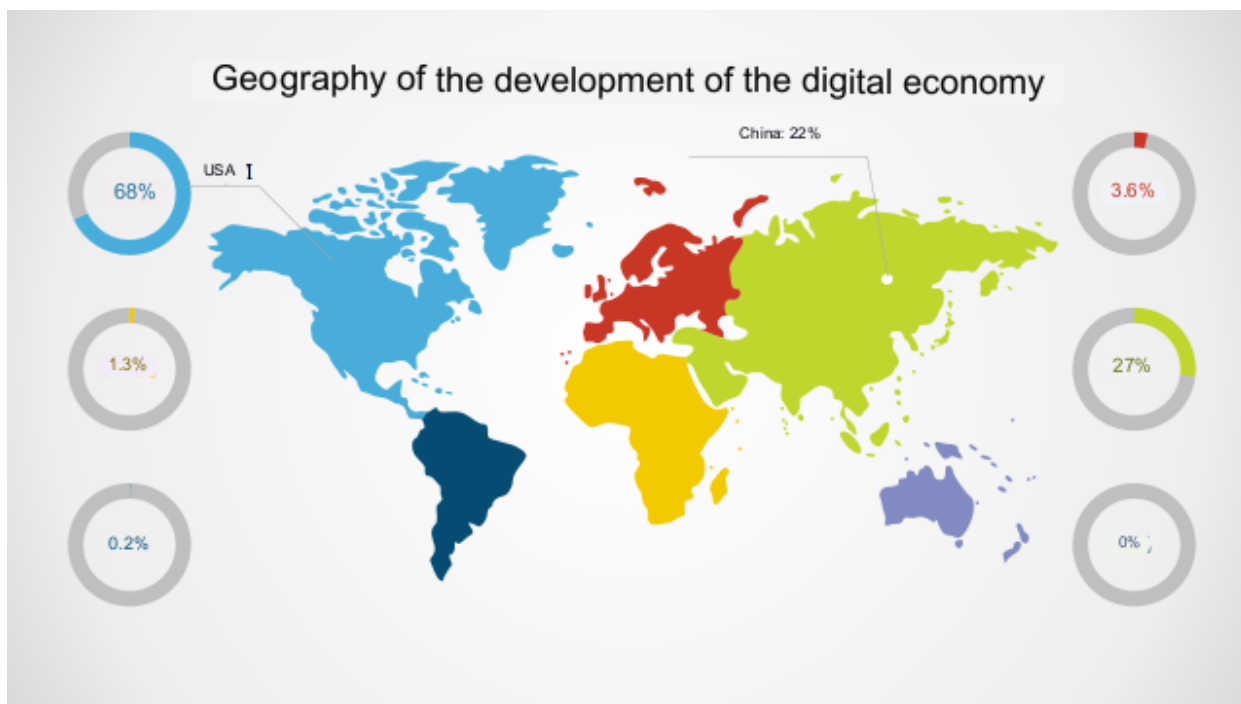 Geography of the development of the digital economy
China: 22%
USA
68%
3.6%
1.3%
27%
0.2%
0%